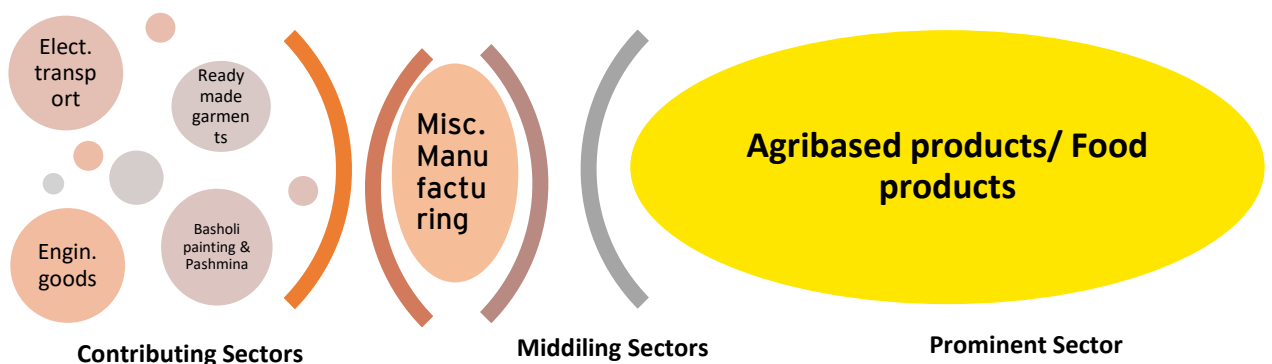 Elect.
transp
ort
Ready
made
garmen
ts
Engin.
goods
Basholi
painting &
Pashmina
Misc.
Manu
factu
ring
Agribased products/ Food
products
Contributing Sectors
Middiling Sectors
Prominent Sector